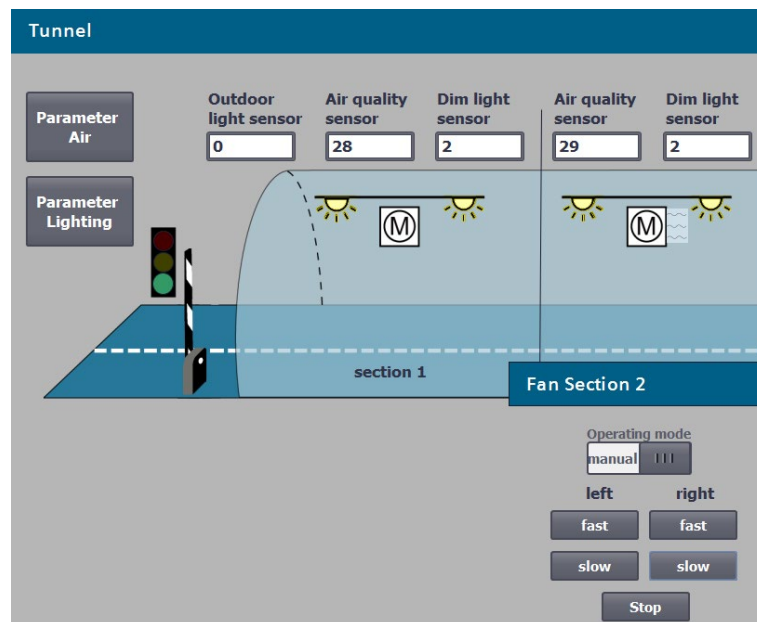 Tunnel
Parameter
Air
Parameter
Lighting
Outdoor
light sensor
0
Air quality
sensor
28
Dim light
sensor
2
Air quality
sensor
29
Dim light
sensor
2
M
M
section 1
Fan Section 2
Operating mode
manual
left
right
fast
fast
slow
slow
Stop